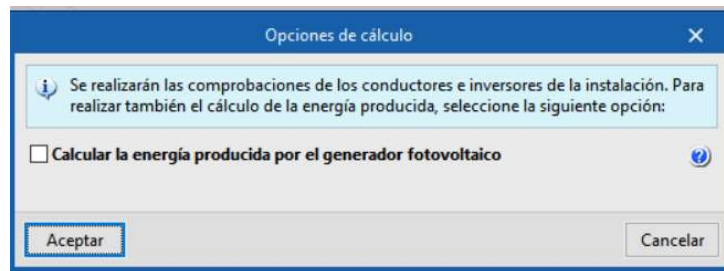 Opciones de cálculo
Se realizarán las comprobaciones de los conductores e inversores de la instalación. Para
realizar también el cálculo de la energía producida, seleccione la siguiente opción:
Calcular la energía producida por el generador fotovoltaico
Aceptar
Cancelar